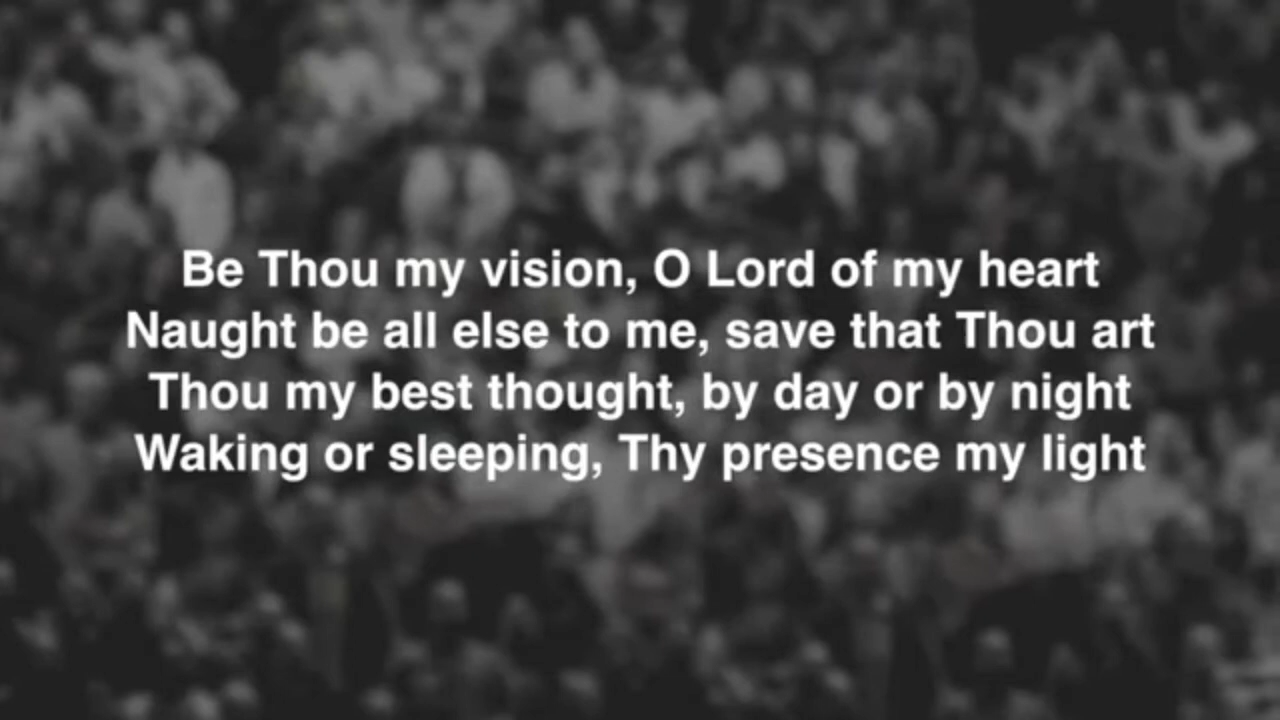 Be Thou my vision, O Lord of my heart
Naught be all else to me, save that Thou art
Thou my best thought, by day or by night
Waking or sleeping, Thy presence my light